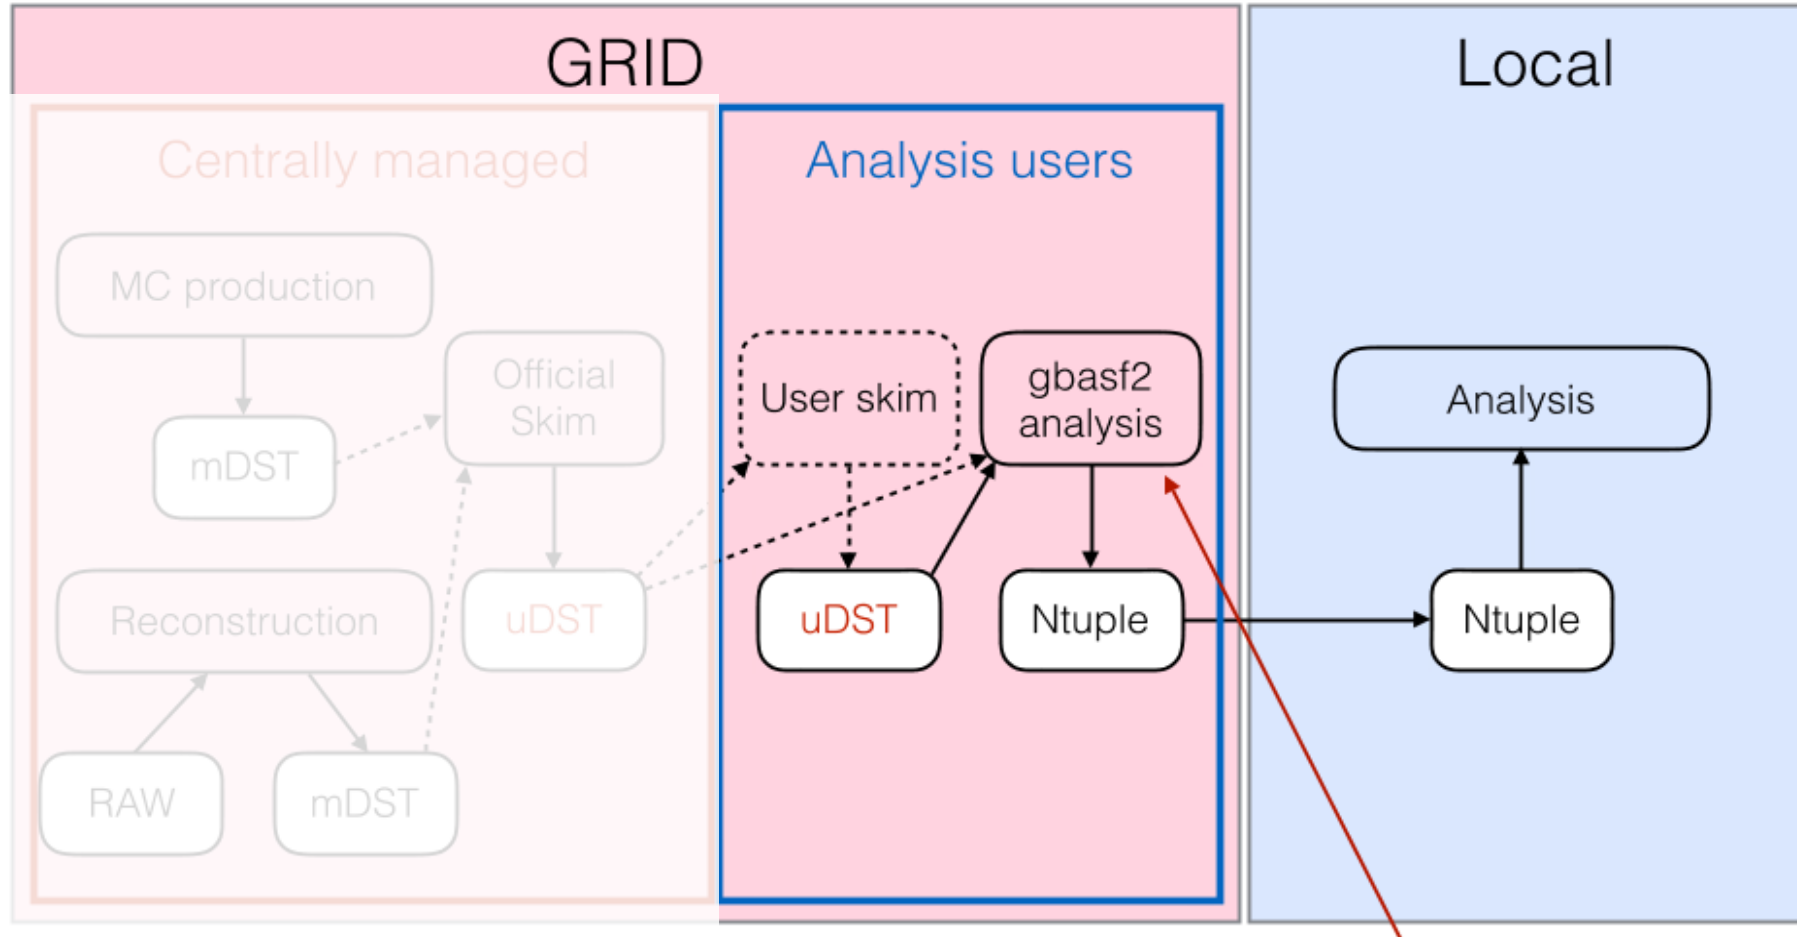 GRID
Local
Centrally managed
Analysis users
MC production
Official
Skim
mDST
Reconstruction
uDST
RAW
mDST
User skim
gbasf2
analysis
uDST
Ntuple
Analysis
Ntuple